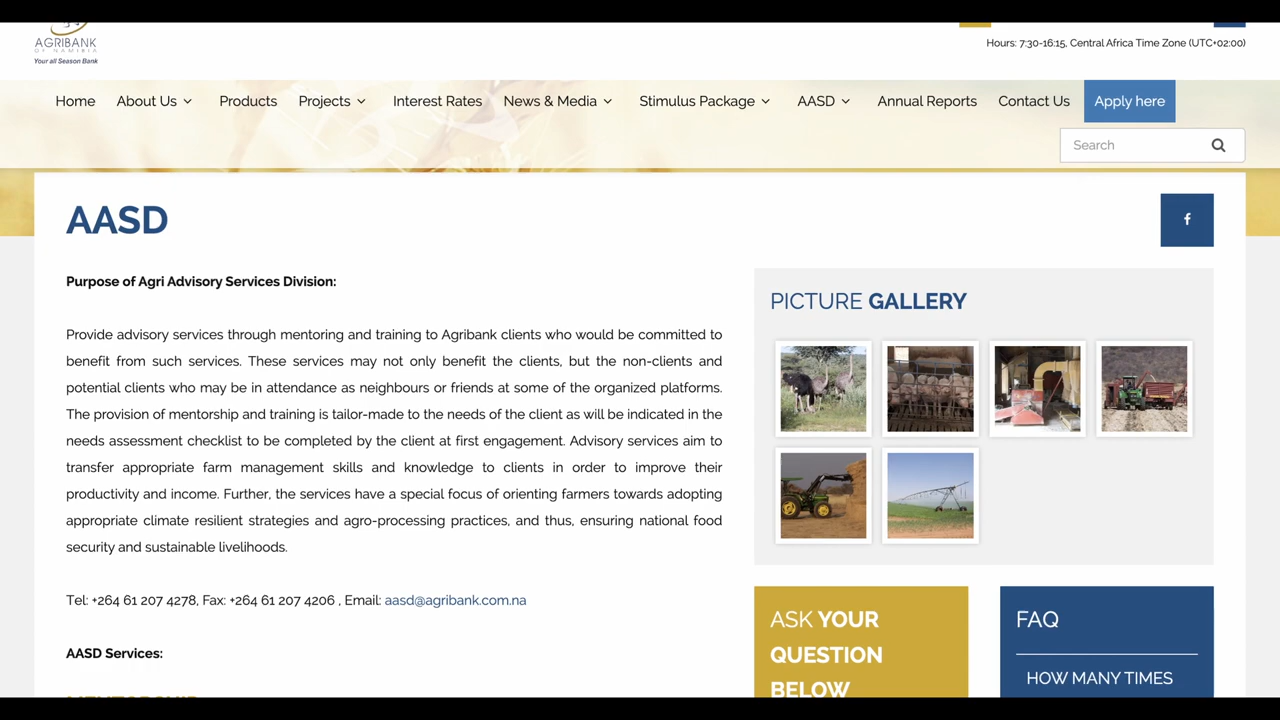 AGRIBANK
OF NAMIBIA
Your all Season Bank
Hours: 7:30-16:15, Central Africa Time Zone (UTC+02:00)
Home About Us Products Projects Interest Rates News & Media Stimulus Package AASD Annual Reports Contact Us Apply here
Search
AASD
f
Purpose of Agri Advisory Services Division:
Provide advisory services through mentoring and training to Agribank clients who would be committed to
benefit from such services. These services may not only benefit the clients, but the non-clients and
potential clients who may be in attendance as neighbours or friends at some of the organized platforms.
The provision of mentorship and training is tailor-made to the needs of the client as will be indicated in the
needs assessment checklist to be completed by the client at first engagement. Advisory services aim to
transfer appropriate farm management skills and knowledge to clients in order to improve their
productivity and income. Further, the services have a special focus of orienting farmers towards adopting
appropriate climate resilient strategies and agro-processing practices, and thus, ensuring national food
security and sustainable livelihoods.
Tel: +264 61 207 4278, Fax: +264 61 207 4206 , Email: aasd@agribank.com.na
AASD Services:
PICTURE GALLERY
ASK YOUR
QUESTION
BELOW
FAQ
HOW MANY TIMES